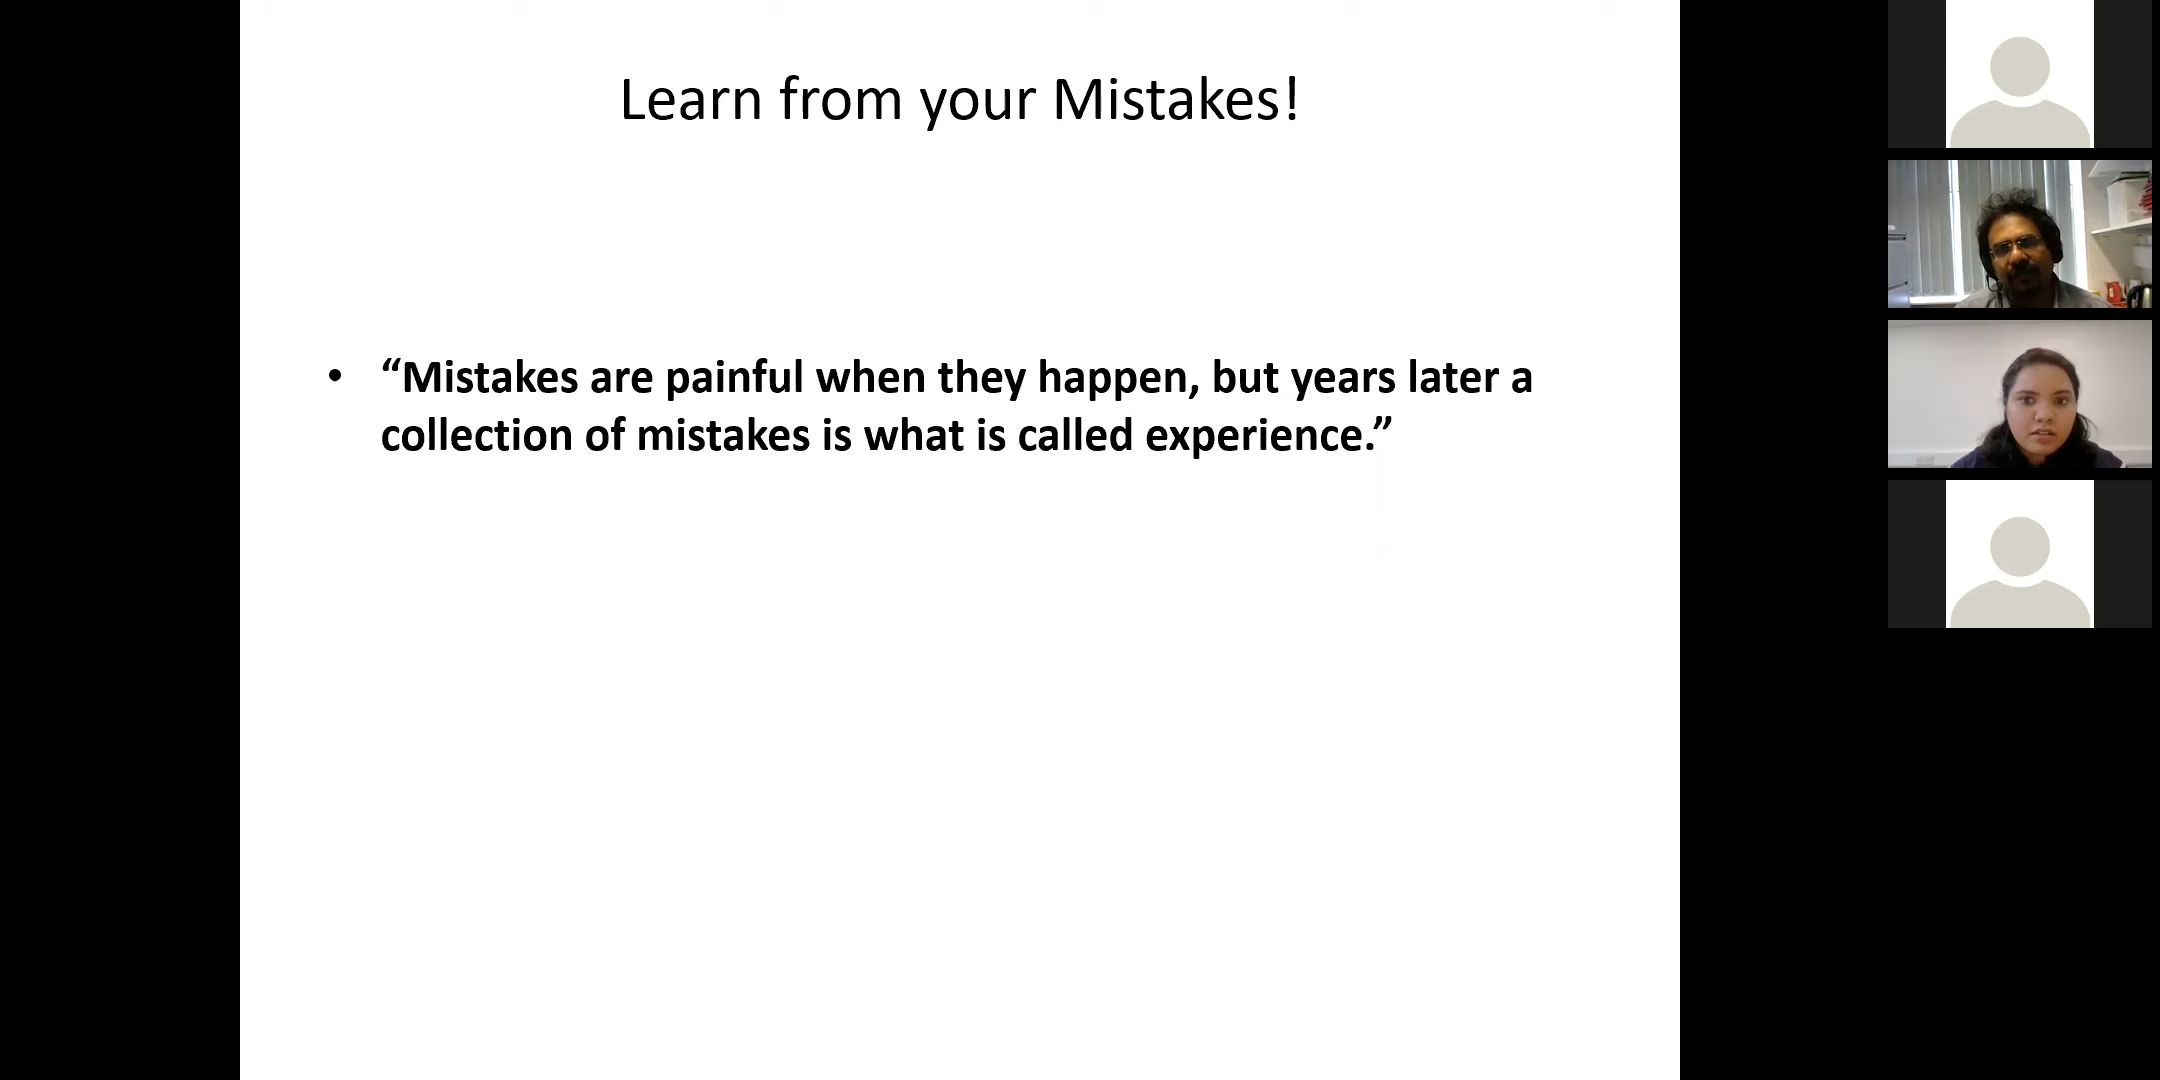 Learn from your Mistakes!
• “Mistakes are painful when they happen, but years later a
collection of mistakes is what is called experience.”